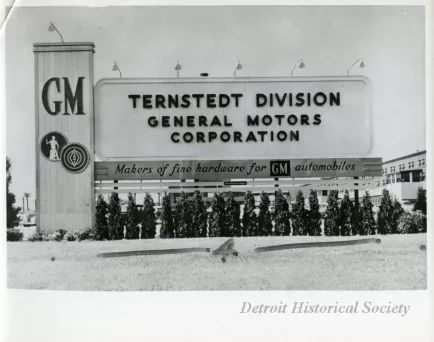 GM
TERNSTEDT DIVISION
GENERAL MOTORS
CORPORATION
Makers of fine hardware for GM automobiles
Detroit Historical Society